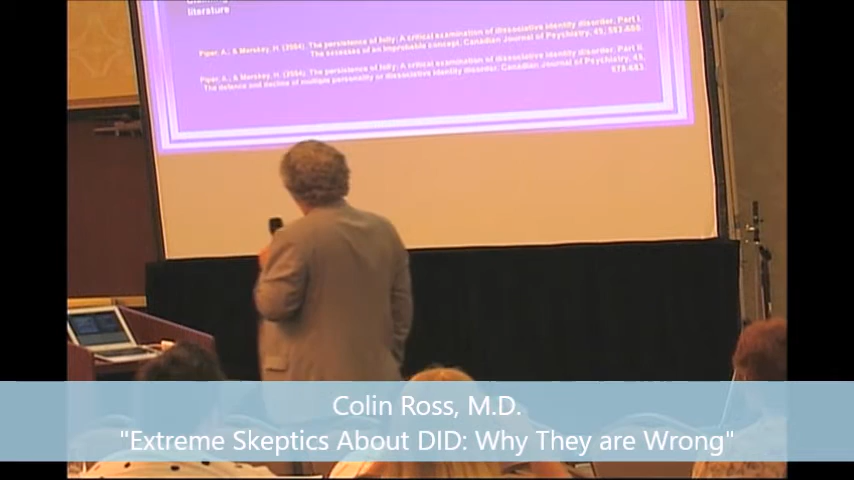 literature
Piper, A., & Merskey, H. (2004). The persistence of folly: A critical examination of dissociative identity disorder. Part I.
The excesses of an improbable concept. Canadian Journal of Psychiatry, 49, 592-600.
Piper, A., & Merskey, H. (2004). The persistence of folly: A critical examination of dissociative identity disorder. Part II.
The defence and decline of multiple personality or dissociative identity disorder. Canadian Journal of Psychiatry, 49,
678-683.
Colin Ross, M.D.
"Extreme Skeptics About DID: Why They are Wrong"